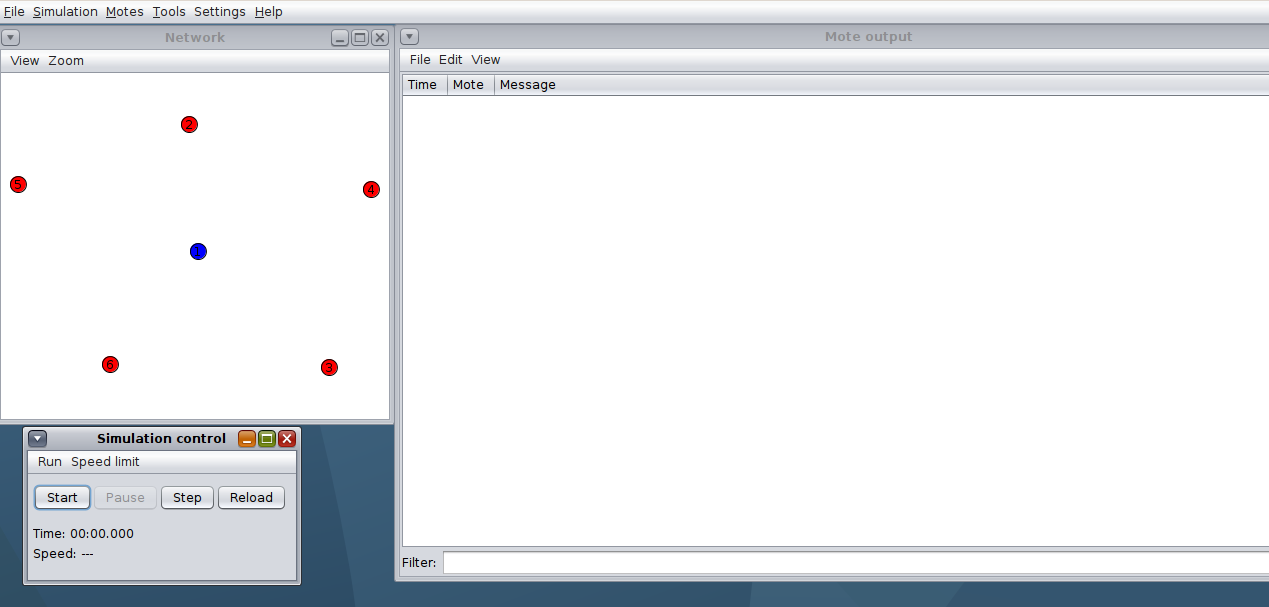 File Simulation Motes Tools Settings Help
Network
View Zoom
2
5
4
6
3
Simulation control
Run Speed limit
Start Pause Step Reload
Time: 00:00.000
Speed: ---
Mote output
File Edit View
Time Mote Message
Filter: